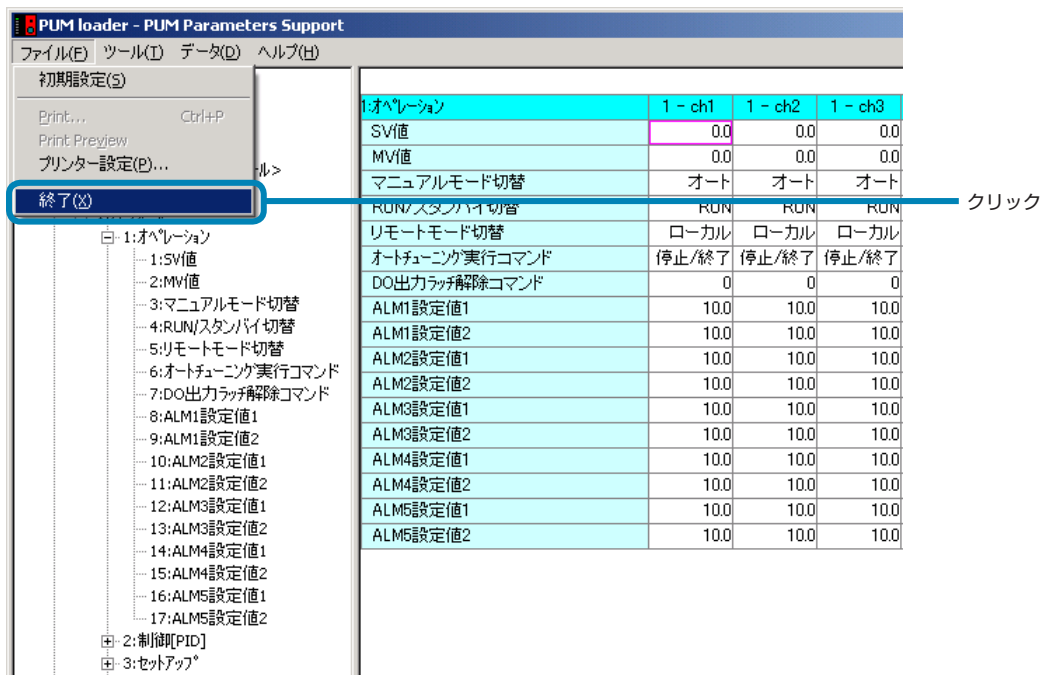 PUM loader - PUM Parameters Support
ファイル(F) ツール(T) データ(D) ヘルプ(H)
初期設定(S)
Print... Ctrl+P
Print Preview
プリンター設定(P)...
終了(X)
クリック
ル>
1:オペレーション
1:SV値
2:MV値
3:マニュアルモード切替
4:RUN/スタンバイ切替
5:リモートモード切替
6:オートチューニング実行コマンド
7:DO出力ラッチ解除コマンド
8:ALM1設定値1
9:ALM1設定値2
10:ALM2設定値1
11:ALM2設定値2
12:ALM3設定値1
13:ALM3設定値2
14:ALM4設定値1
15:ALM4設定値2
16:ALM5設定値1
17:ALM5設定値2
2:制御[PID]
3:セットアップ
1:オペレーション 1 - ch1 1 - ch2 1 - ch3
SV値 0.0 0.0 0.0
MV値 0.0 0.0 0.0
マニュアルモード切替 オート オート オート
RUN/スタンバイ切替 RUN RUN RUN
リモートモード切替 ローカル ローカル ローカル
オートチューニング実行コマンド 停止/終了 停止/終了 停止/終了
DO出力ラッチ解除コマンド 0 0 0
ALM1設定値1 10.0 10.0 10.0
ALM1設定値2 10.0 10.0 10.0
ALM2設定値1 10.0 10.0 10.0
ALM2設定値2 10.0 10.0 10.0
ALM3設定値1 10.0 10.0 10.0
ALM3設定値2 10.0 10.0 10.0
ALM4設定値1 10.0 10.0 10.0
ALM4設定値2 10.0 10.0 10.0
ALM5設定値1 10.0 10.0 10.0
ALM5設定値2 10.0 10.0 10.0